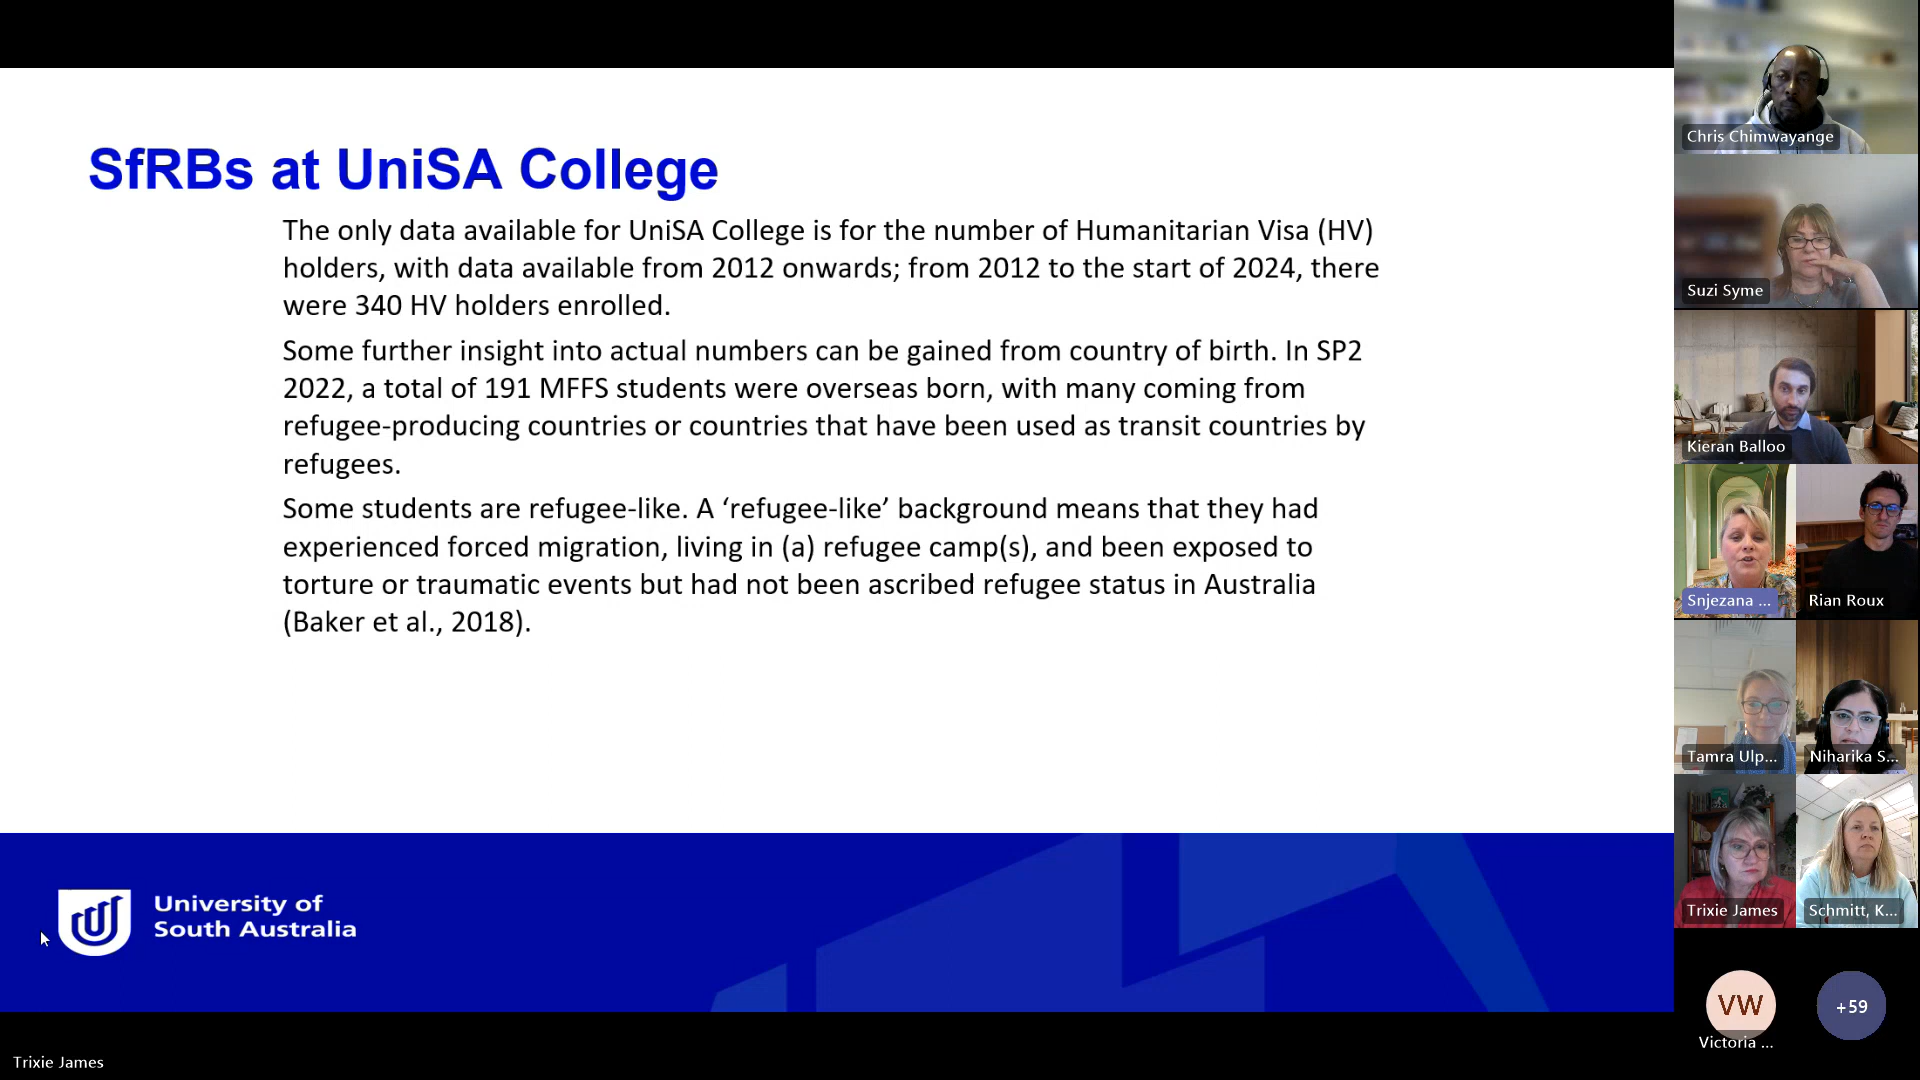 SfRBs at UniSA College
The only data available for UniSA College is for the number of Humanitarian Visa (HV)
holders, with data available from 2012 onwards; from 2012 to the start of 2024, there
were 340 HV holders enrolled.
Some further insight into actual numbers can be gained from country of birth. In SP2
2022, a total of 191 MFFS students were overseas born, with many coming from
refugee-producing countries or countries that have been used as transit countries by
refugees.
Some students are refugee-like. A ‘refugee-like’ background means that they had
experienced forced migration, living in (a) refugee camp(s), and been exposed to
torture or traumatic events but had not been ascribed refugee status in Australia
(Baker et al., 2018).
University of
South Australia
Trixie James
Chris Chimwayange
Suzi Syme
Kieran Balloo
Snjezana ...
Rian Roux
Tamra Ulp...
Niharika S...
Trixie James
Schmitt, K...
VW
Victoria ...
+59